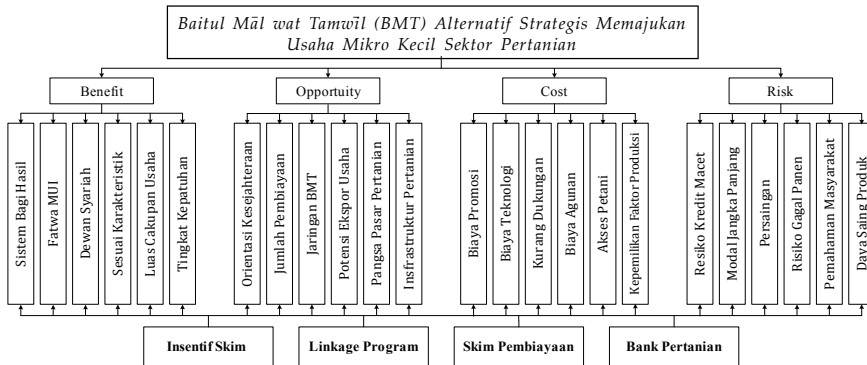 Baitul Māl wat Tamwīl (BMT) Alternatif Strategis Memajukan
Usaha Mikro Kecil Sektor Pertanian
Benefit
Opportuity
Cost
Risk
Sistem Bagi Hasil
Fatwa MUI
Dewan Syariah
Sesuai Karakteristik
Luas Cakupan Usaha
Tingkat Kepatuhan
Orientasi Kesejahteraan
Jumlah Pembiayaan
Jaringan BMT
Potensi Ekspor Usaha
Pangsa Pasar Pertanian
Insfrastruktur Pertanian
Biaya Promosi
Biaya Teknologi
Kurang Dukungan
Biaya Agunan
Akses Petani
Kepemilikan Faktor Produksi
Resiko Kredit Macet
Modal Jangka Panjang
Persaingan
Risiko Gagal Panen
Pemahaman Masyarakat
Daya Saing Produk
Insentif Skim
Linkage Program
Skim Pembiayaan
Bank Pertanian